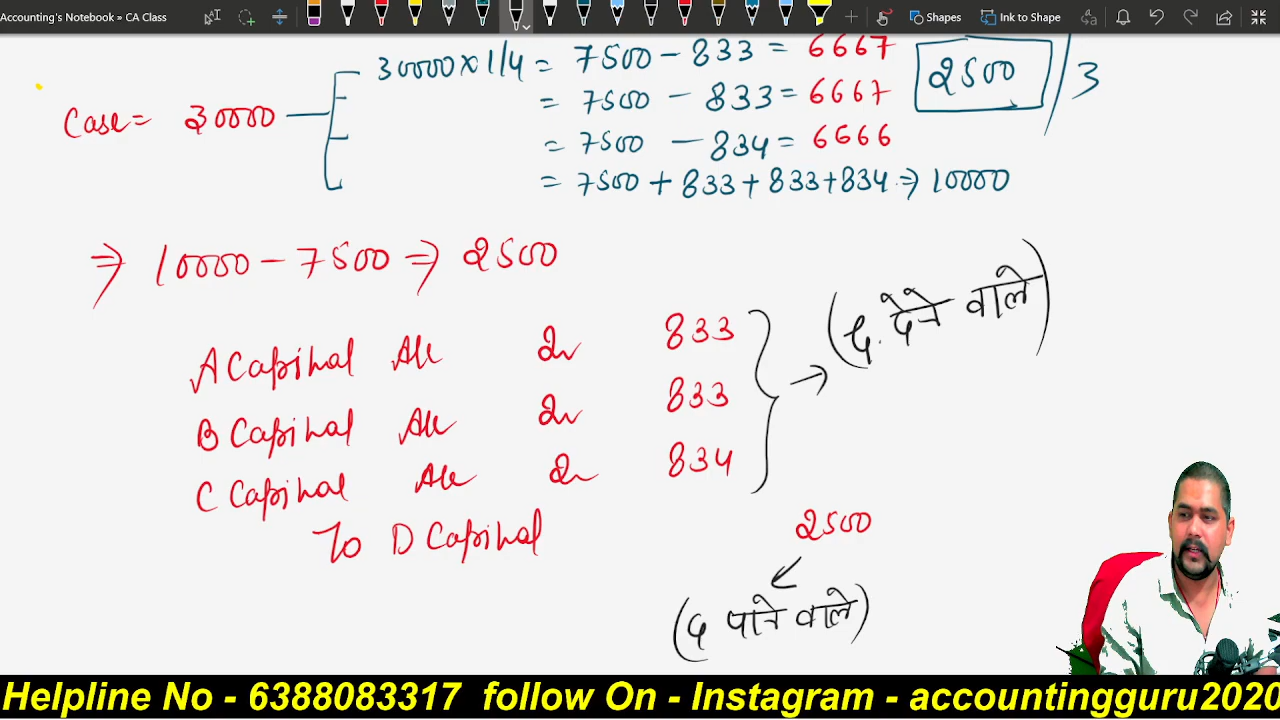 Accounting's Notebook » CA Class
Shapes
Ink to Shape
30000 x 1/4 = 7500 - 833 = 6667
2500 / 3
Case = 30000
= 7500 - 833 = 6667
= 7500 - 834 = 6666
= 7500 + 833 + 833 + 834 ⇒ 10000
⇒ 10000 - 7500 ⇒ 2500
A Capital A/c Dr 833
B Capital A/c Dr 833
C Capital A/c Dr 834
To D Capital 2500
(द. देने वाले)
(द पाने वाले)
Helpline No - 6388083317 follow On - Instagram - accountingguru2020